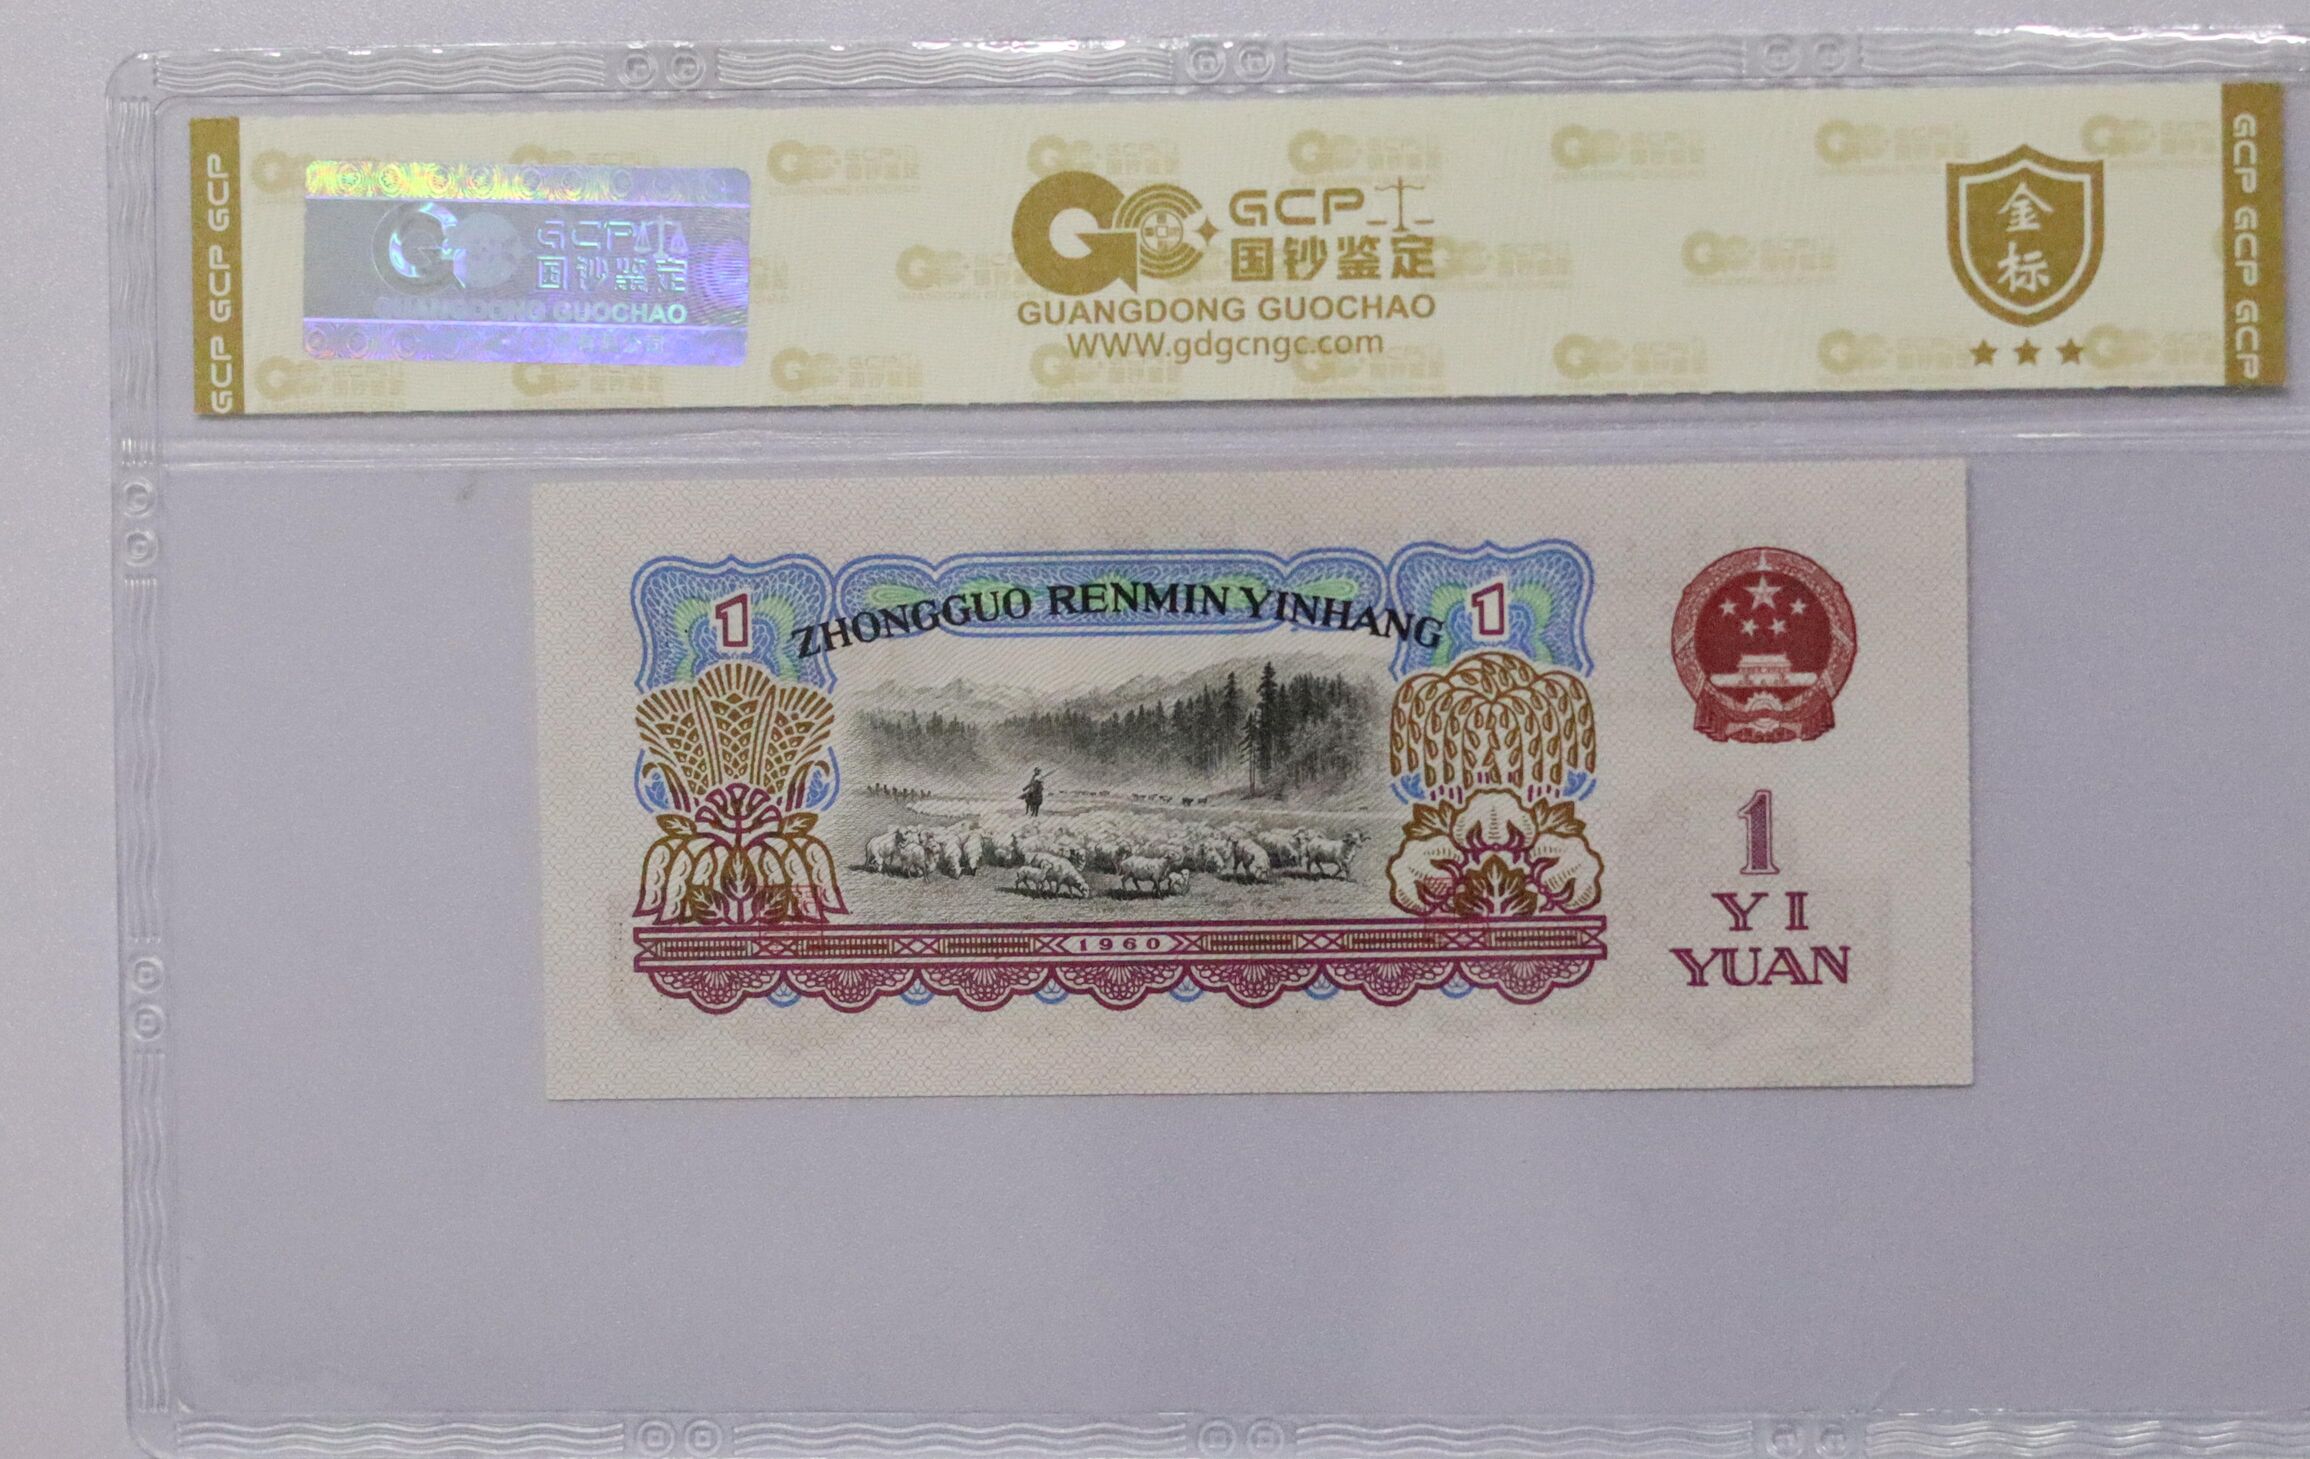 GCP GCP GCP
GCP
国钞鉴定
GUANGDONG GUOCHAO
GCP
国钞鉴定
GUANGDONG GUOCHAO
www.gdgcngc.com
金标
GCP GCP GCP GCP
ZHONGGUO RENMIN YINHANG
1
1
1960
1
YI
YUAN